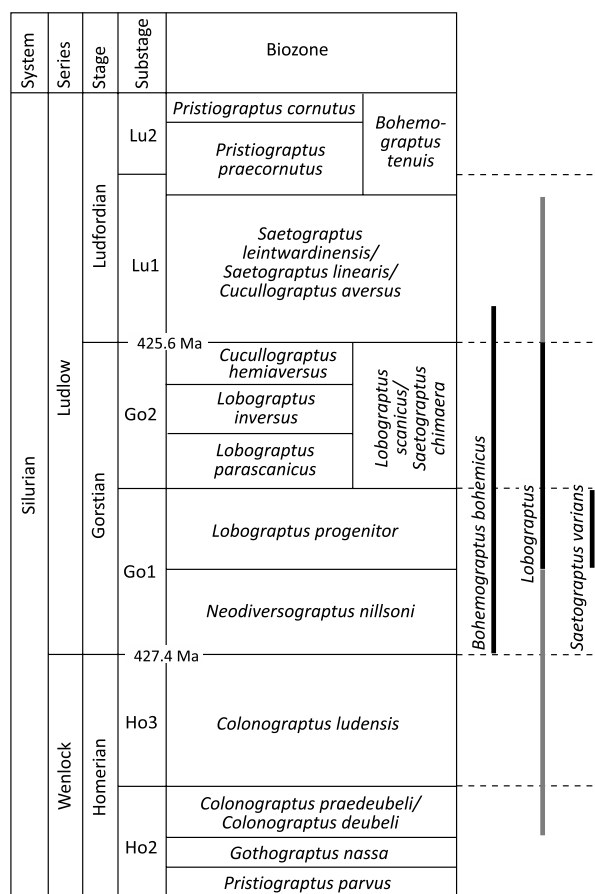 System
Series
Stage
Substage
Biozone
Silurian
Ludlow
Wenlock
Ludfordian
Gorstian
Homerian
Lu2
Lu1
425.6 Ma
Go2
Go1
427.4 Ma
Ho3
Ho2
Pristiograptus cornutus
Pristiograptus
praecornutus
Bohemo-
graptus
tenuis
Saetograptus
leintwardinensis/
Saetograptus linearis/
Cucullograptus aversus
Cucullograptus
hemiaversus
Lobograptus
inversus
Lobograptus
parascanicus
Lobograptus
scanicus/
Saetograptus
chimaera
Lobograptus progenitor
Neodiversograptus nillsoni
Colonograptus ludensis
Colonograptus praedeubeli/
Colonograptus deubeli
Gothograptus nassa
Pristiograptus parvus
Bohemograptus bohemicus
Lobograptus
Saetograptus varians